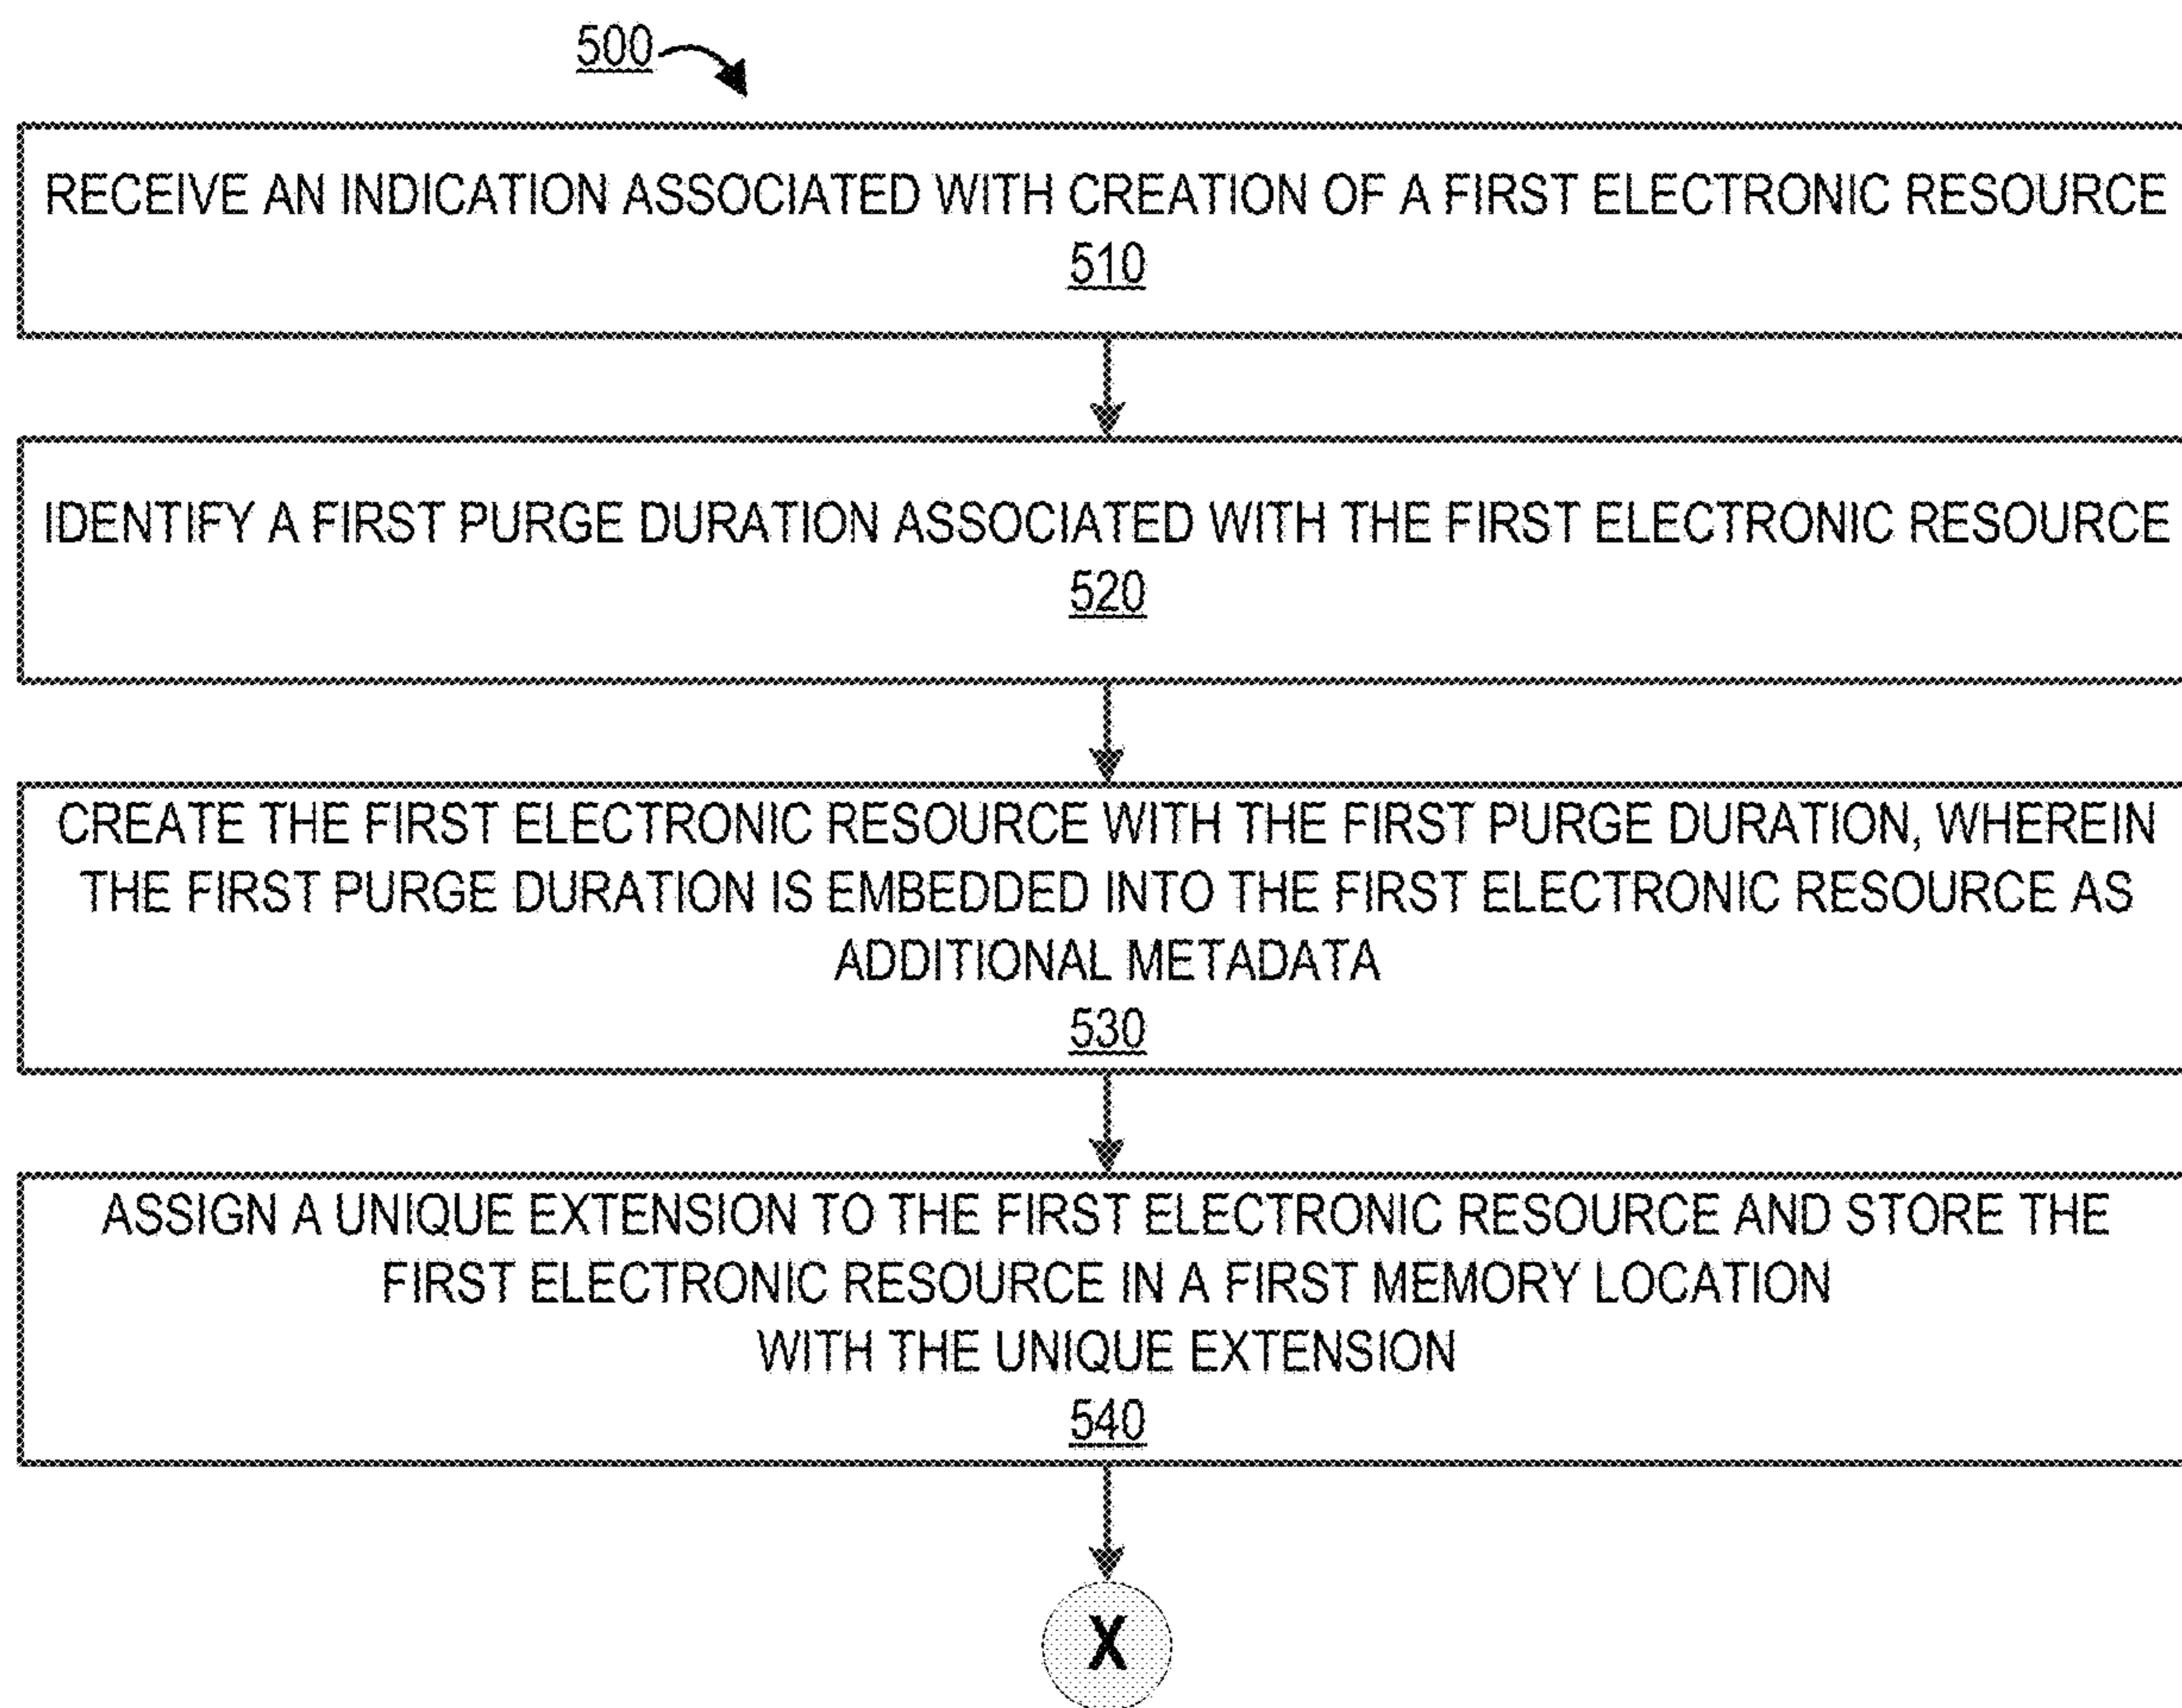 500
RECEIVE AN INDICATION ASSOCIATED WITH CREATION OF A FIRST ELECTRONIC RESOURCE
510
IDENTIFY A FIRST PURGE DURATION ASSOCIATED WITH THE FIRST ELECTRONIC RESOURCE
520
CREATE THE FIRST ELECTRONIC RESOURCE WITH THE FIRST PURGE DURATION, WHEREIN
THE FIRST PURGE DURATION IS EMBEDDED INTO THE FIRST ELECTRONIC RESOURCE AS
ADDITIONAL METADATA
530
ASSIGN A UNIQUE EXTENSION TO THE FIRST ELECTRONIC RESOURCE AND STORE THE
FIRST ELECTRONIC RESOURCE IN A FIRST MEMORY LOCATION
WITH THE UNIQUE EXTENSION
540
X